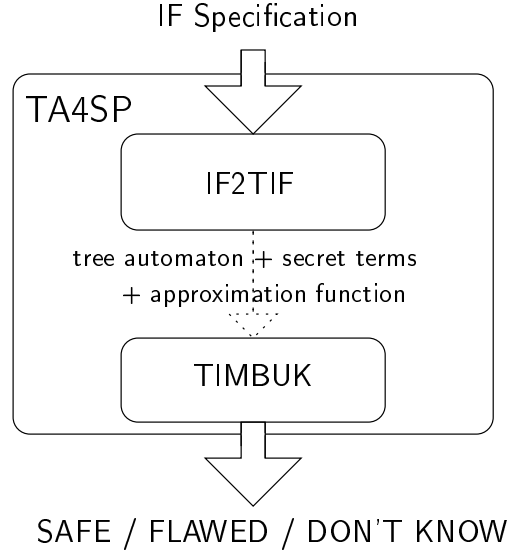 IF Specification
TA4SP
IF2TIF
tree automaton + secret terms
+ approximation function
TIMBUK
SAFE / FLAWED / DON'T KNOW